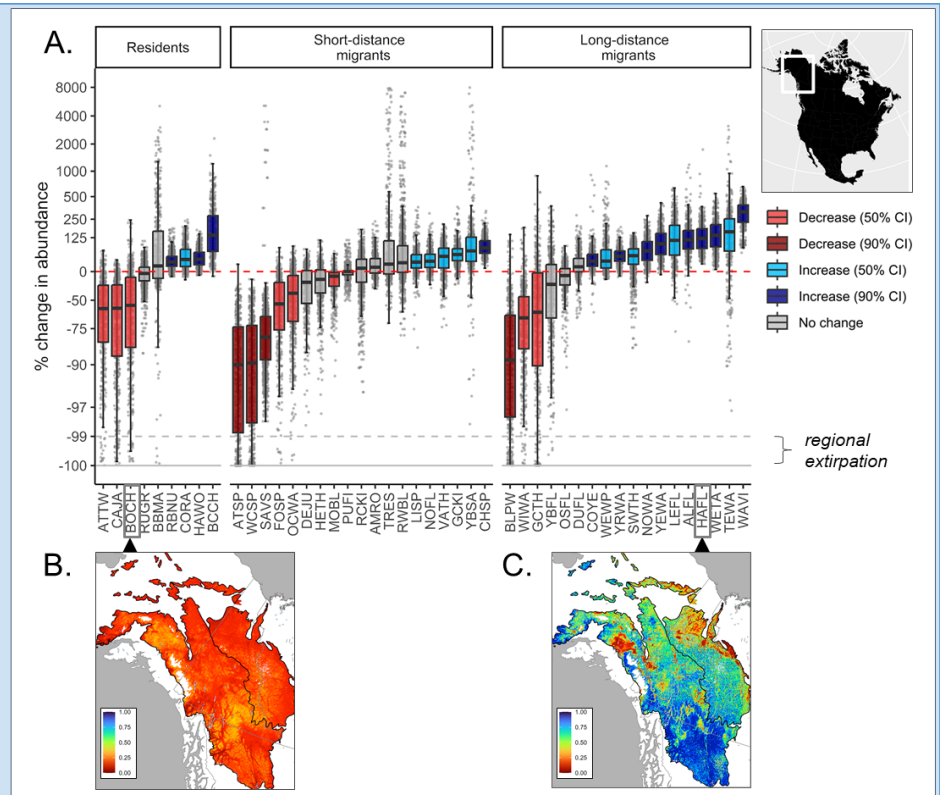 A.
Residents
Short-distance
migrants
Long-distance
migrants
% change in abundance
8000
4000
2000
1000
500
250
125
0
-50
-75
-90
-97
-99
-100
Decrease (50% CI)
Decrease (90% CI)
Increase (50% CI)
Increase (90% CI)
No change
regional
extirpation
ATTW
CAJA
BOCH
RUGR
BBMA
RBNU
CORA
HAWO
BCCH
ATSP
WCSP
SAVS
FOSP
OCWA
DEJU
HETH
MOBL
PUFI
RCKI
AMRO
TRES
RWBL
LISP
NOFL
VATH
GCKI
YBSA
CHSP
BLPW
WIWA
GCTH
YBFL
OSFL
DUFL
COYE
WEWP
YRWA
SWTH
NOWA
YEWA
LEFL
ALFL
HAFL
WETA
TEWA
WAVI
B.
1.00
0.75
0.50
0.25
0.00
C.
1.00
0.75
0.50
0.25
0.00